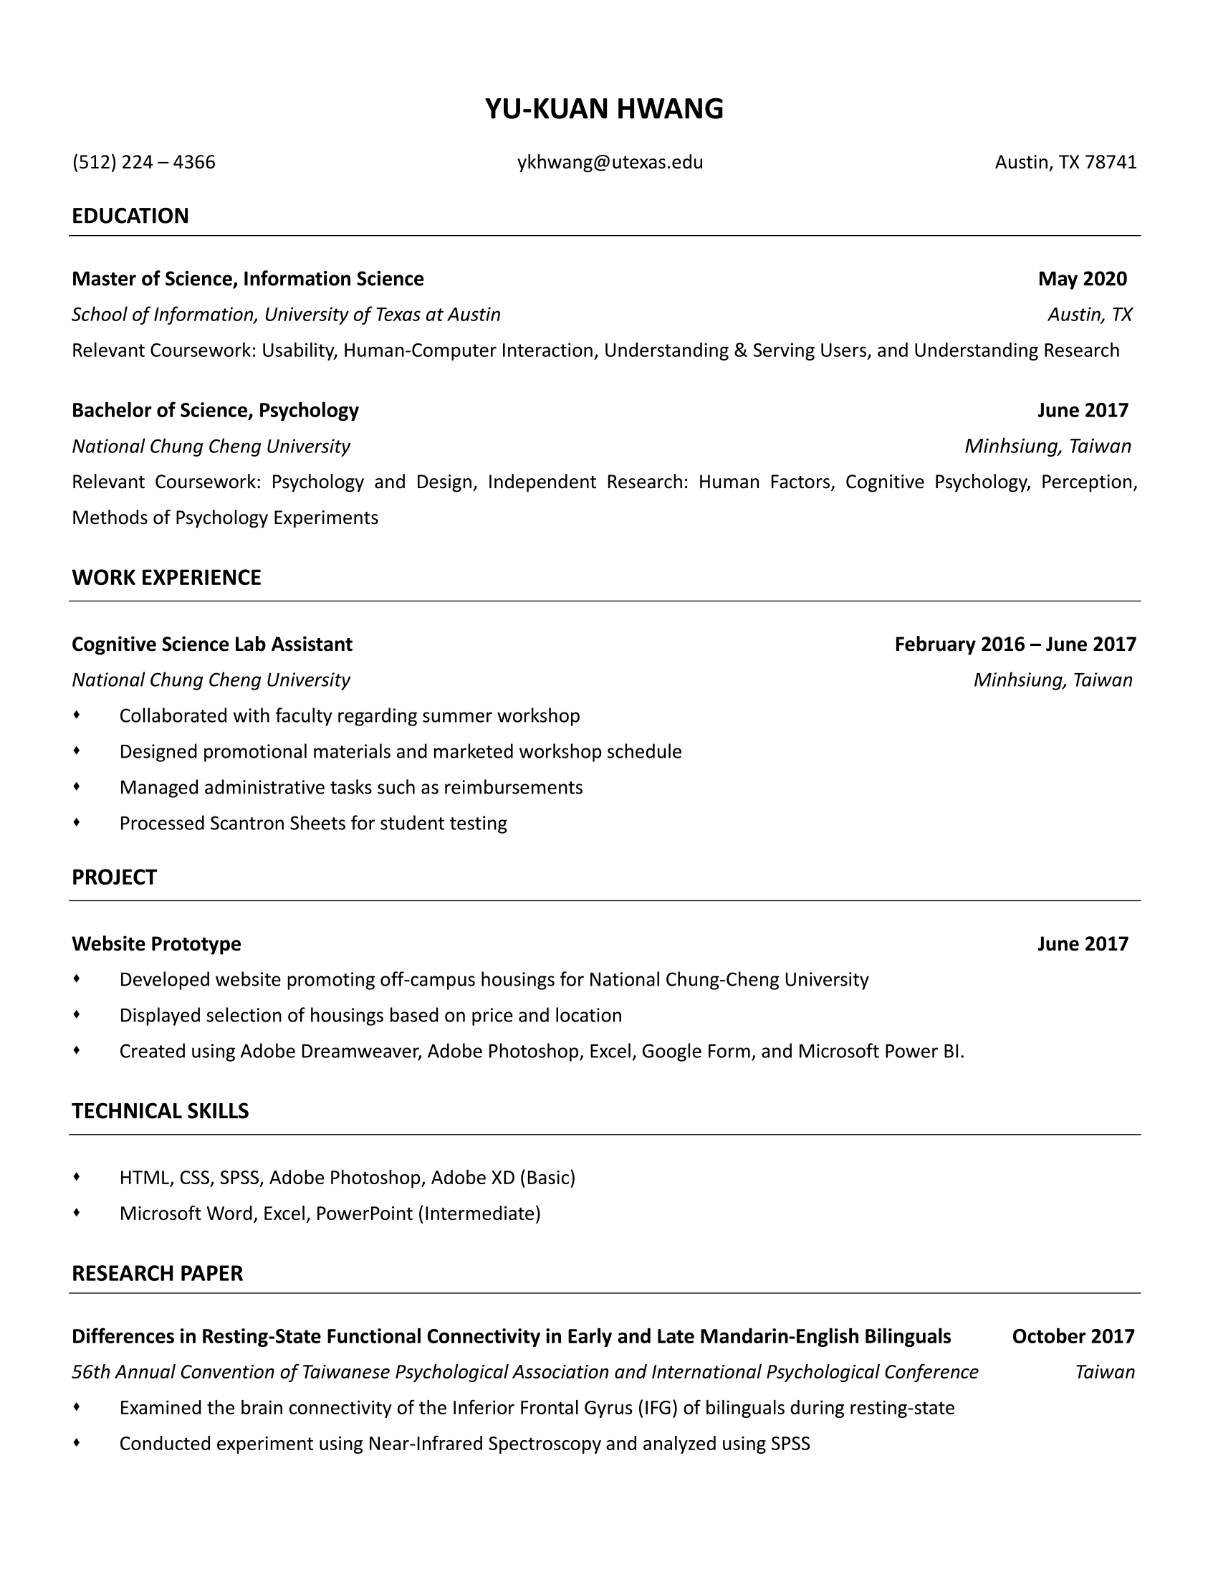 YU-KUAN HWANG
(512) 224 – 4366 ykhwang@utexas.edu Austin, TX 78741
EDUCATION
Master of Science, Information Science May 2020
School of Information, University of Texas at Austin Austin, TX
Relevant Coursework: Usability, Human-Computer Interaction, Understanding & Serving Users, and Understanding Research
Bachelor of Science, Psychology June 2017
National Chung Cheng University Minhsiung, Taiwan
Relevant Coursework: Psychology and Design, Independent Research: Human Factors, Cognitive Psychology, Perception,
Methods of Psychology Experiments
WORK EXPERIENCE
Cognitive Science Lab Assistant February 2016 – June 2017
National Chung Cheng University Minhsiung, Taiwan
♦ Collaborated with faculty regarding summer workshop
♦ Designed promotional materials and marketed workshop schedule
♦ Managed administrative tasks such as reimbursements
♦ Processed Scantron Sheets for student testing
PROJECT
Website Prototype June 2017
♦ Developed website promoting off-campus housings for National Chung-Cheng University
♦ Displayed selection of housings based on price and location
♦ Created using Adobe Dreamweaver, Adobe Photoshop, Excel, Google Form, and Microsoft Power BI.
TECHNICAL SKILLS
♦ HTML, CSS, SPSS, Adobe Photoshop, Adobe XD (Basic)
♦ Microsoft Word, Excel, PowerPoint (Intermediate)
RESEARCH PAPER
Differences in Resting-State Functional Connectivity in Early and Late Mandarin-English Bilinguals October 2017
56th Annual Convention of Taiwanese Psychological Association and International Psychological Conference Taiwan
♦ Examined the brain connectivity of the Inferior Frontal Gyrus (IFG) of bilinguals during resting-state
♦ Conducted experiment using Near-Infrared Spectroscopy and analyzed using SPSS